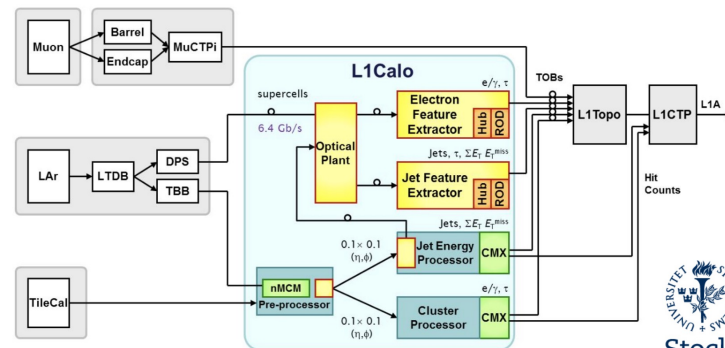 L1Calo
Muon
Barrel
Endcap
MuCTPi
supercells
6.4 Gb/s
Optical
Plant
e/γ, τ
Electron
Feature
Extractor
Hub
ROD
TOBs
L1Topo
L1CTP
L1A
Jets, τ, ΣE_T E_T^miss
Jet Feature
Extractor
Hub
ROD
Hit
Counts
LAr
LTDB
DPS
TBB
Jets, ΣE_T E_T^miss
0.1× 0.1
(η,ϕ)
Jet Energy
Processor
CMX
TileCal
nMCM
Pre-processor
0.1× 0.1
(η,ϕ)
e/γ, τ
Cluster
Processor
CMX